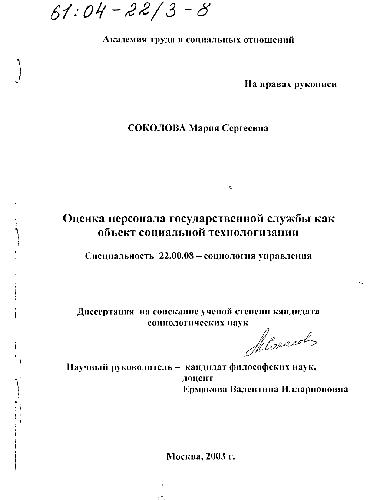 61:04-22/3-8
Академия труда и социальных отношений
На правах рукописи
СОКОЛОВА Мария Сергеевна
Оценка персонала государственной службы как
объект социальной технологизации
Специальность 22.00.08 – социология управления
Диссертация на соискание ученой степени кандидата
социологических наук
Научный руководитель – кандидат философских наук,
доцент
Ермакова Валентина Илларионовна
Москва, 2003 г.